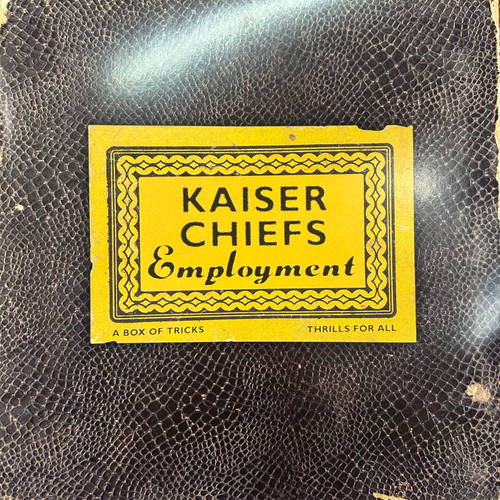 KAISER
CHIEFS
Employment
A BOX OF TRICKS
THRILLS FOR ALL